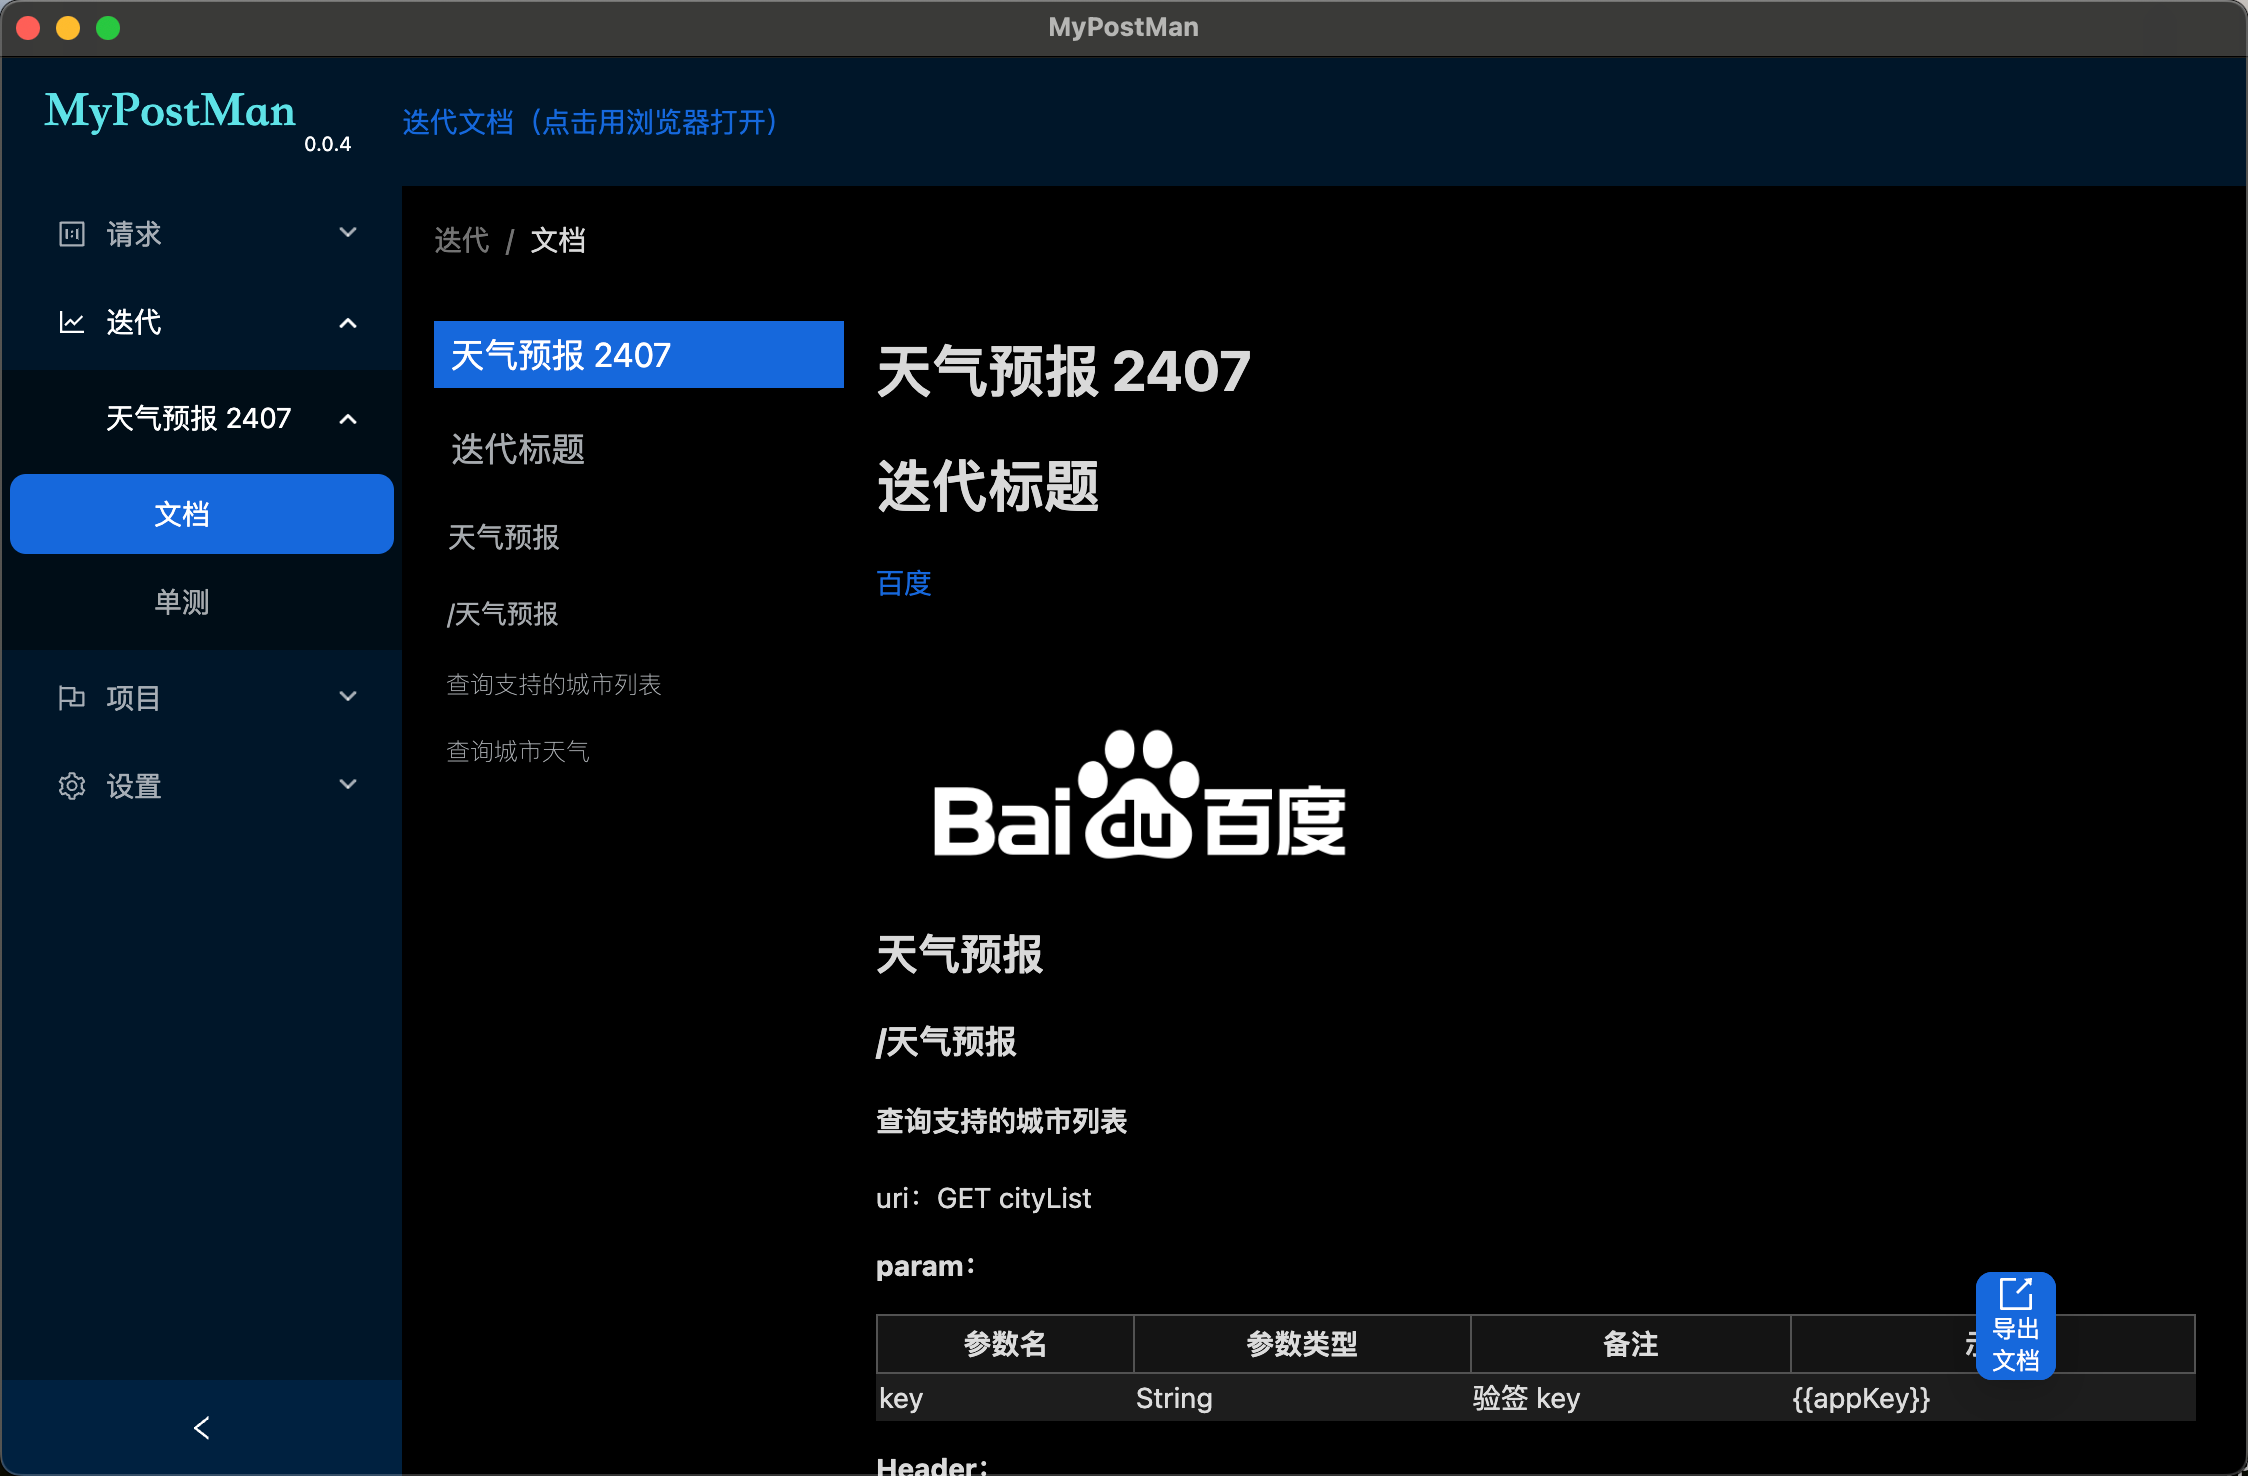 MyPostMan
MyPostMan
0.0.4
迭代文档（点击用浏览器打开）
请求
迭代
天气预报 2407
文档
单测
项目
设置
迭代 / 文档
天气预报 2407
迭代标题
天气预报
/天气预报
查询支持的城市列表
查询城市天气
天气预报 2407
迭代标题
百度
Bai du 百度
天气预报
/天气预报
查询支持的城市列表
uri：GET cityList
param：
参数名 参数类型 备注
key String 验签 key {{appKey}}
导出
文档
Header：